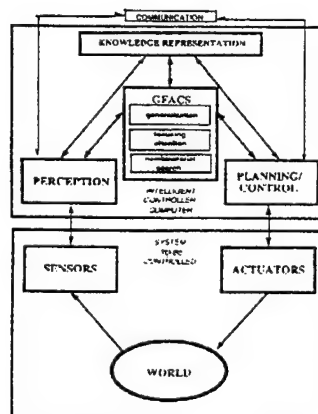 COMMUNICATION
KNOWLEDGE REPRESENTATION
GFACS
generalization
focusing
attention
combinatorial
search
PERCEPTION
PLANNING/
CONTROL
INTELLIGENT
CONTROLLER
COMPUTER
SYSTEM
TO BE
CONTROLLED
SENSORS
ACTUATORS
WORLD